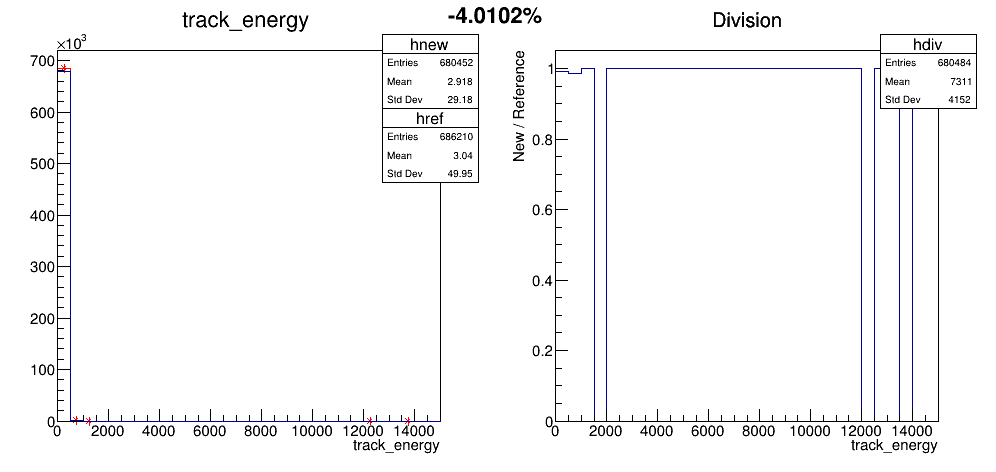 -4.0102%
track_energy
×10³
hnew
Entries 680452
Mean 2.918
Std Dev 29.18
href
Entries 686210
Mean 3.04
Std Dev 49.95
700
600
500
400
300
200
100
0
0 2000 4000 6000 8000 10000 12000 14000
track_energy
Division
hdiv
Entries 680484
Mean 7311
Std Dev 4152
New / Reference
1
0.8
0.6
0.4
0.2
0
0 2000 4000 6000 8000 10000 12000 14000
track_energy